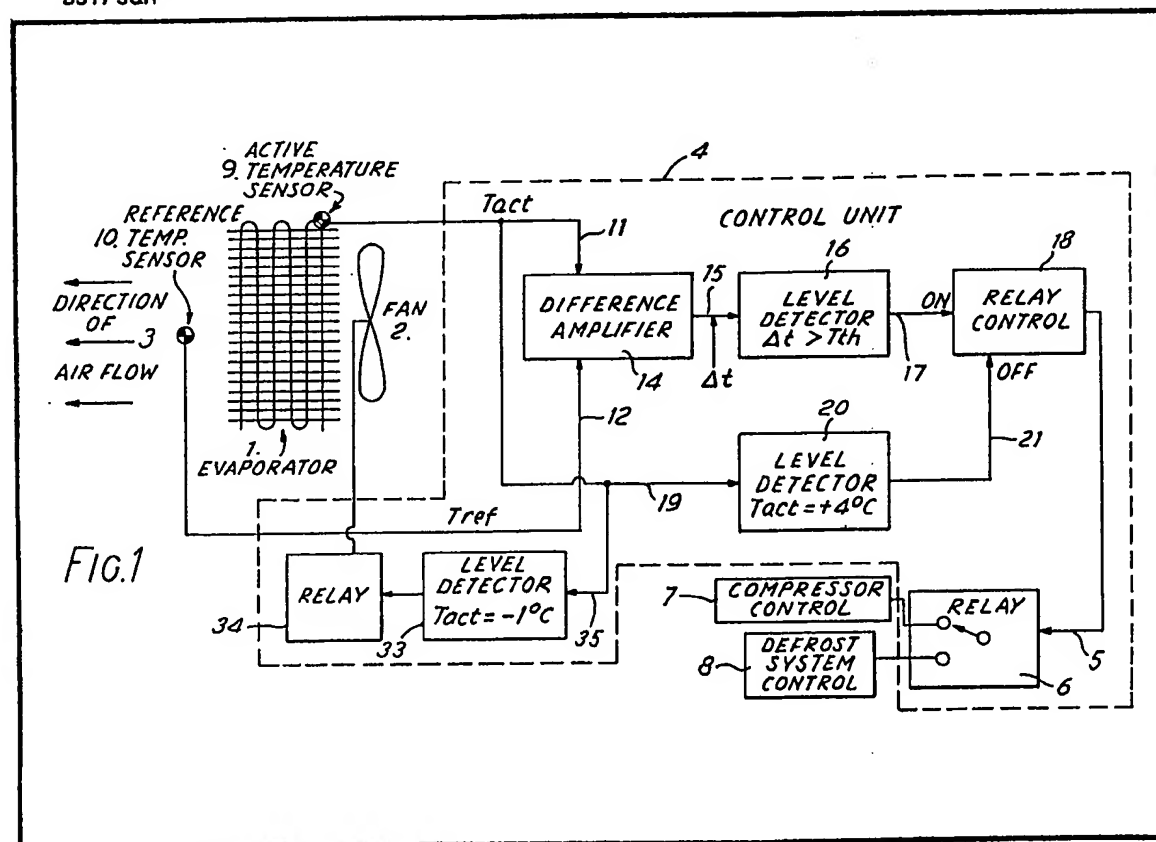 4
ACTIVE
9. TEMPERATURE
SENSOR
REFERENCE
10. TEMP.
SENSOR
Tact
CONTROL UNIT
11
15
16
18
DIRECTION
OF 3
AIR FLOW
FAN
2.
DIFFERENCE
AMPLIFIER
14
Δt
LEVEL
DETECTOR
Δt > Tth
17
ON
RELAY
CONTROL
OFF
12
1.
EVAPORATOR
20
LEVEL
DETECTOR
Tact = +4°C
21
19
Tref
FIG.1
RELAY
34
LEVEL
DETECTOR
Tact = -1°C
33
35
7
COMPRESSOR
CONTROL
8
DEFROST
SYSTEM
CONTROL
RELAY
6
5